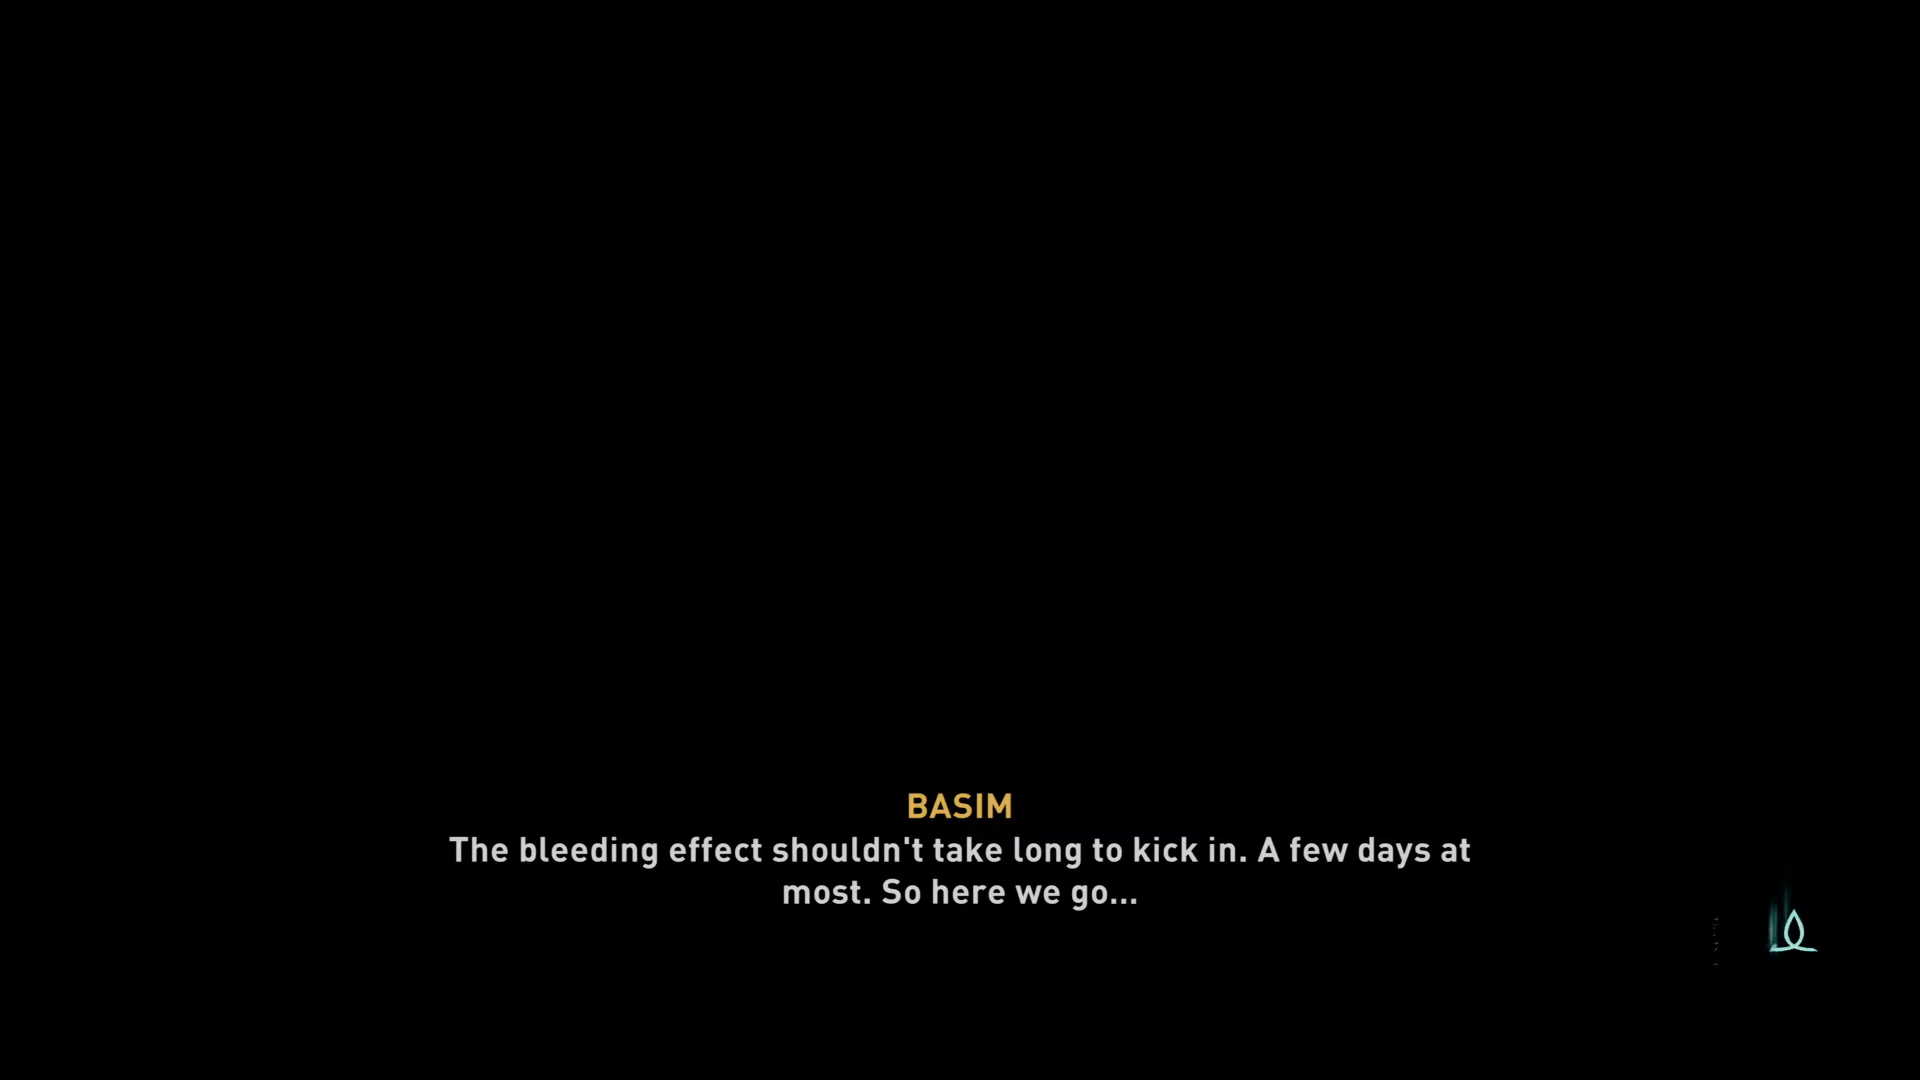 BASIM
The bleeding effect shouldn't take long to kick in. A few days at
most. So here we go...